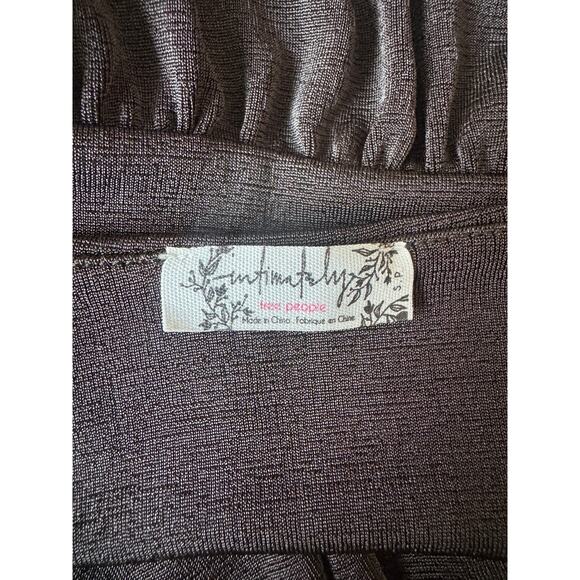 intimately
free people
Made in China . Fabriqué en Chine
S.P